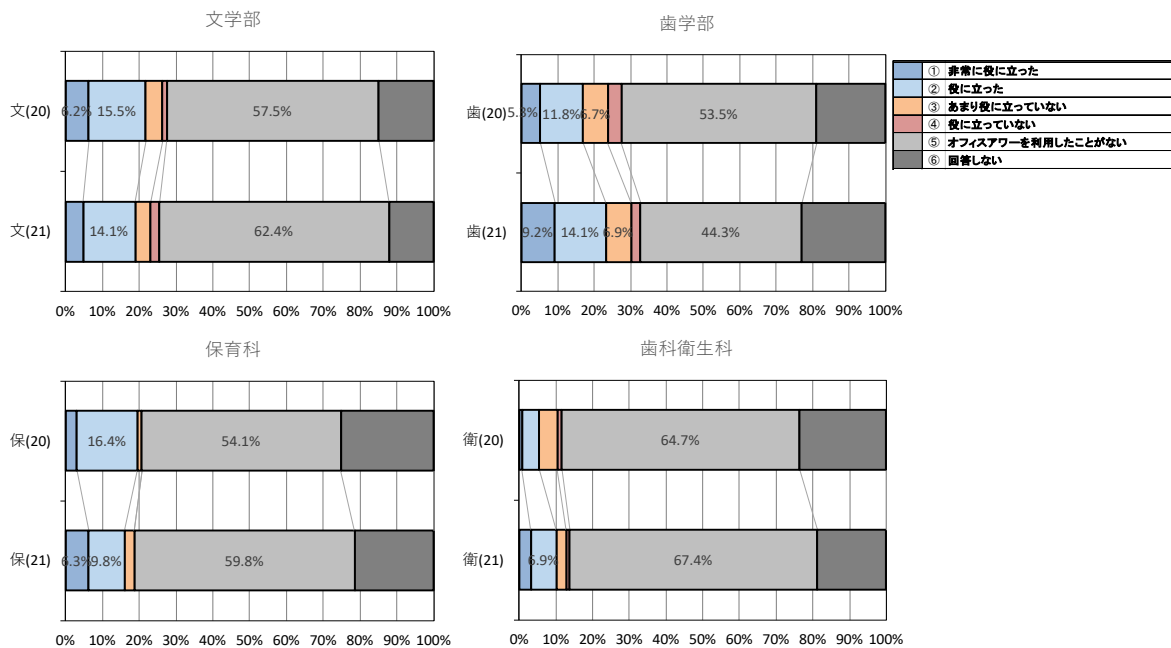 文学部
文(20)
6.2%
15.5%
57.5%
文(21)
14.1%
62.4%
0% 10% 20% 30% 40% 50% 60% 70% 80% 90% 100%
歯学部
歯(20)
5.3%
11.8%
6.7%
53.5%
歯(21)
9.2%
14.1%
6.9%
44.3%
0% 10% 20% 30% 40% 50% 60% 70% 80% 90% 100%
① 非常に役に立った
② 役に立った
③ あまり役に立っていない
④ 役に立っていない
⑤ オフィスアワーを利用したことがない
⑥ 回答しない
保育科
保(20)
16.4%
54.1%
保(21)
6.3%
9.8%
59.8%
0% 10% 20% 30% 40% 50% 60% 70% 80% 90% 100%
歯科衛生科
衛(20)
64.7%
衛(21)
6.9%
67.4%
0% 10% 20% 30% 40% 50% 60% 70% 80% 90% 100%